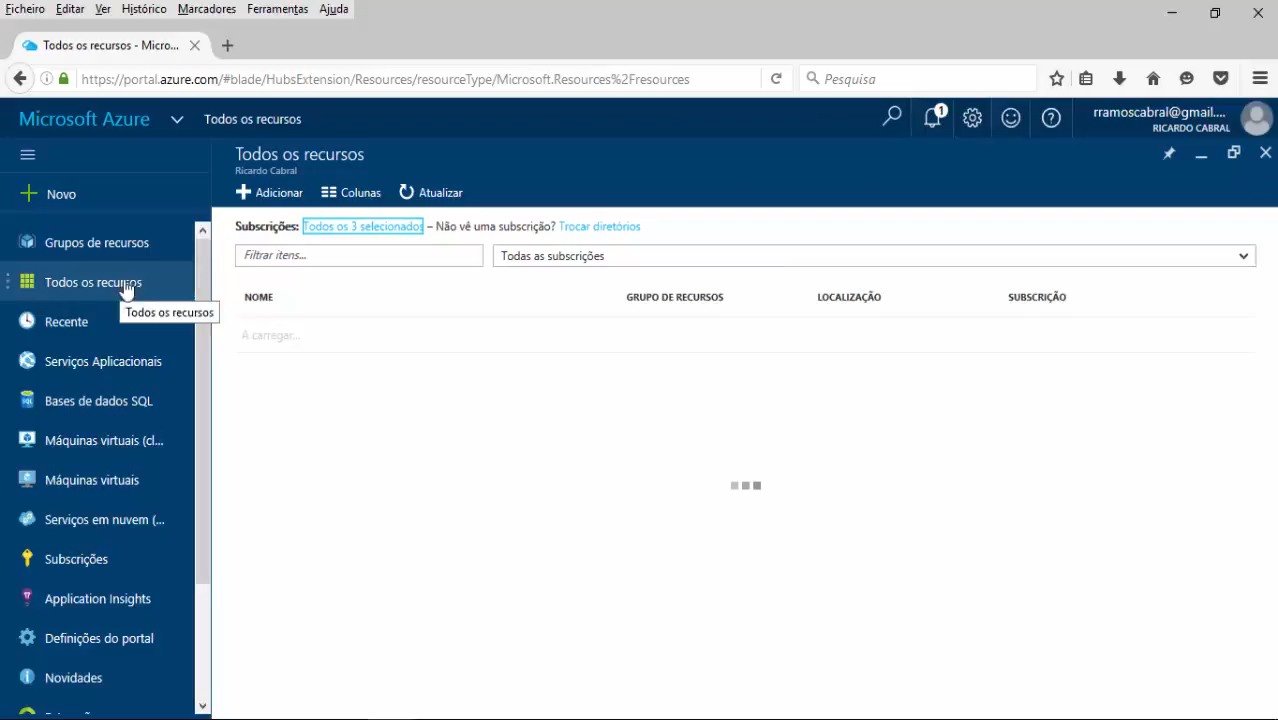 Ficheiro Editar Ver Histórico Marcadores Ferramentas Ajuda
Todos os recursos - Micro...
https://portal.azure.com/#blade/HubsExtension/Resources/resourceType/Microsoft.Resources%2Fresources
Pesquisa
Microsoft Azure
Todos os recursos
1
rramoscabral@gmail....
RICARDO CABRAL
Novo
Grupos de recursos
Todos os recursos
Todos os recursos
Recente
Serviços Aplicacionais
Bases de dados SQL
Máquinas virtuais (cl...
Máquinas virtuais
Serviços em nuvem (...
Subscrições
Application Insights
Definições do portal
Novidades
Todos os recursos
Ricardo Cabral
Adicionar Colunas Atualizar
Subscrições: Todos os 3 selecionados – Não vê uma subscrição? Trocar diretórios
Filtrar itens... Todas as subscrições
NOME GRUPO DE RECURSOS LOCALIZAÇÃO SUBSCRIÇÃO
A carregar...